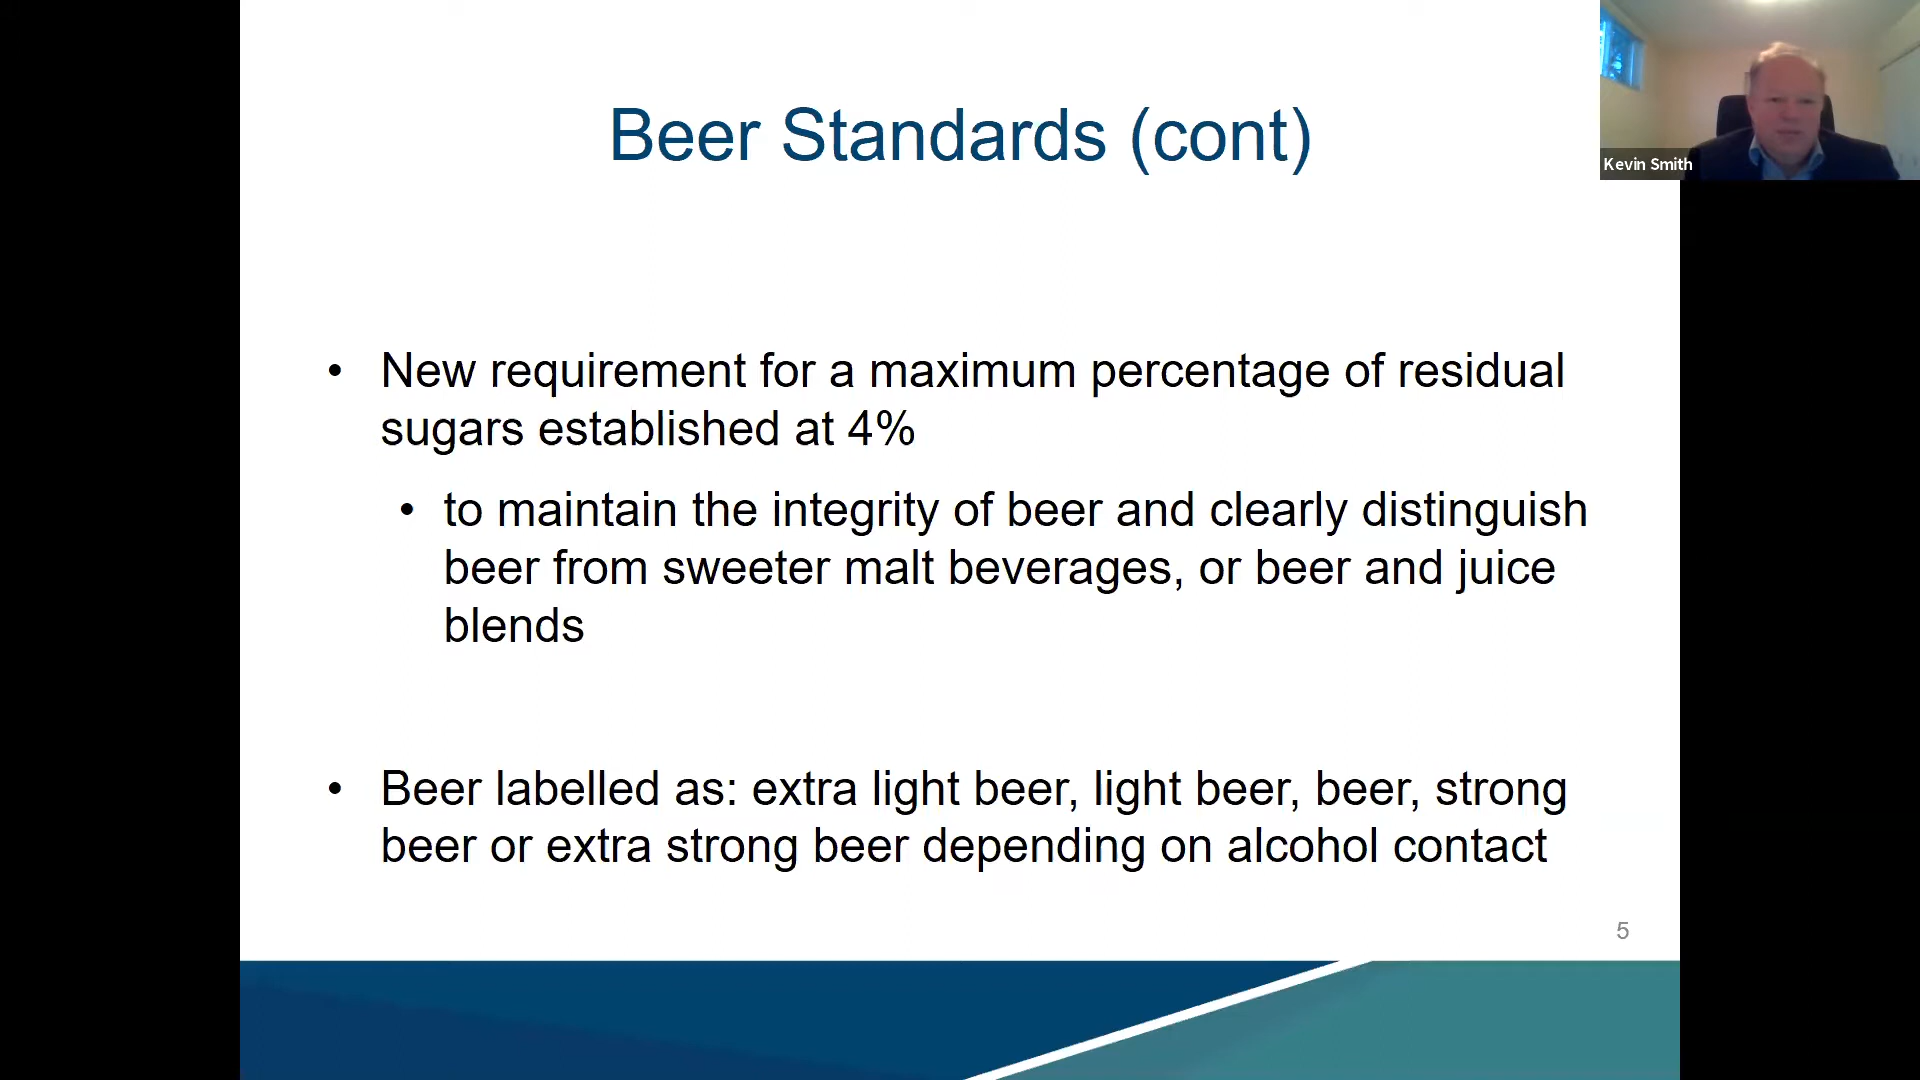 Beer Standards (cont)
Kevin Smith
• New requirement for a maximum percentage of residual
sugars established at 4%
• to maintain the integrity of beer and clearly distinguish
beer from sweeter malt beverages, or beer and juice
blends
• Beer labelled as: extra light beer, light beer, beer, strong
beer or extra strong beer depending on alcohol contact
5